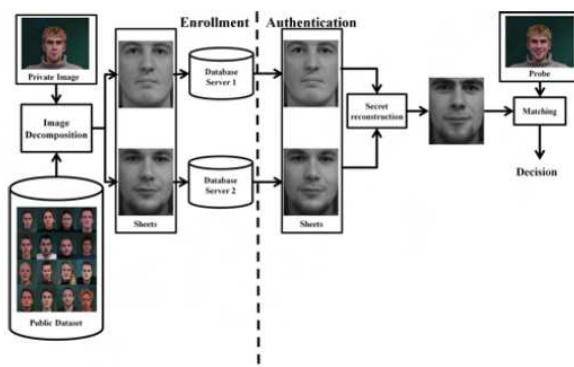 Enrollment
Authentication
Private Image
Image
Decomposition
Public Dataset
Sheets
Database
Server 1
Database
Server 2
Sheets
Secret
reconstruction
Probe
Matching
Decision